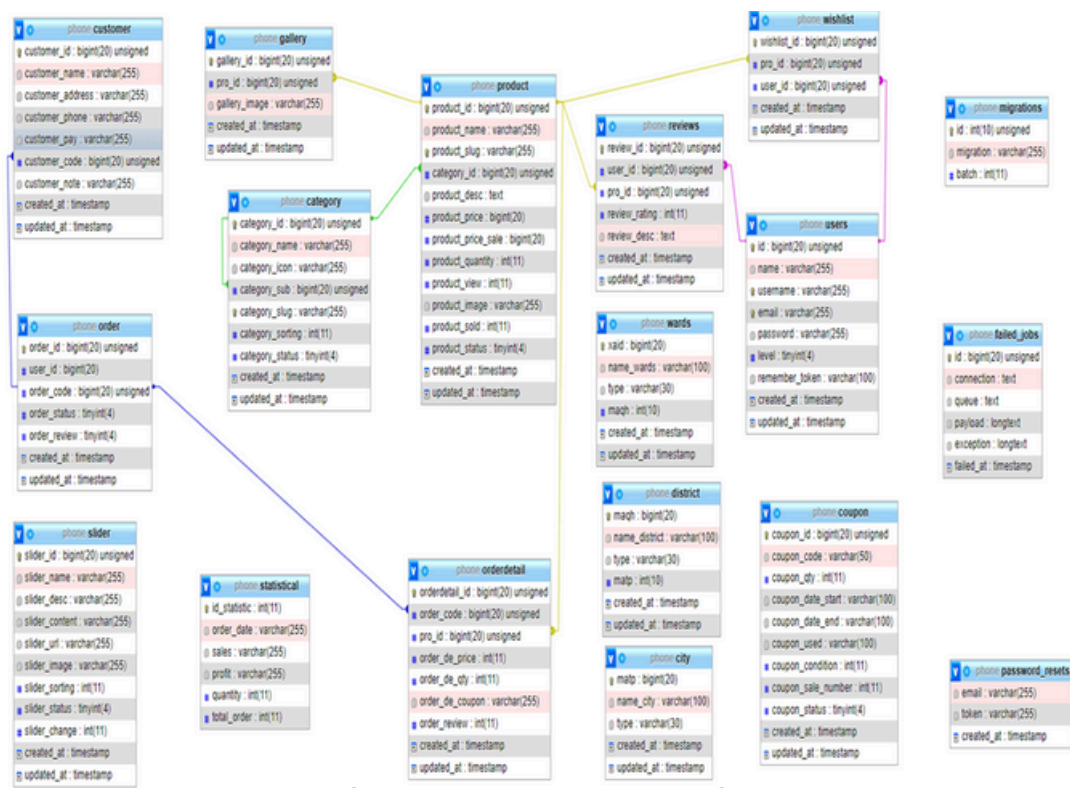 phone customer
customer_id : bigint(20) unsigned
customer_name : varchar(255)
customer_address : varchar(255)
customer_phone : varchar(255)
customer_pay : varchar(255)
customer_code : bigint(20) unsigned
customer_note : varchar(255)
created_at : timestamp
updated_at : timestamp
phone gallery
gallery_id : bigint(20) unsigned
pro_id : bigint(20) unsigned
gallery_image : varchar(255)
created_at : timestamp
updated_at : timestamp
phone product
product_id : bigint(20) unsigned
product_name : varchar(255)
product_slug : varchar(255)
category_id : bigint(20) unsigned
product_desc : text
product_price : bigint(20)
product_price_sale : bigint(20)
product_quantity : int(11)
product_view : int(11)
product_image : varchar(255)
product_sold : int(11)
product_status : tinyint(4)
created_at : timestamp
updated_at : timestamp
phone wishlist
wishlist_id : bigint(20) unsigned
pro_id : bigint(20) unsigned
user_id : bigint(20) unsigned
created_at : timestamp
updated_at : timestamp
phone reviews
review_id : bigint(20) unsigned
user_id : bigint(20) unsigned
pro_id : bigint(20) unsigned
review_rating : int(11)
review_desc : text
created_at : timestamp
updated_at : timestamp
phone migrations
id : int(10) unsigned
migration : varchar(255)
batch : int(11)
phone category
category_id : bigint(20) unsigned
category_name : varchar(255)
category_icon : varchar(255)
category_sub : bigint(20) unsigned
category_slug : varchar(255)
category_sorting : int(11)
category_status : tinyint(4)
created_at : timestamp
updated_at : timestamp
phone users
id : bigint(20) unsigned
name : varchar(255)
username : varchar(255)
email : varchar(255)
password : varchar(255)
level : tinyint(4)
remember_token : varchar(100)
created_at : timestamp
updated_at : timestamp
phone order
order_id : bigint(20) unsigned
user_id : bigint(20)
order_code : bigint(20) unsigned
order_status : tinyint(4)
order_review : tinyint(4)
created_at : timestamp
updated_at : timestamp
phone wards
xaid : bigint(20)
name_wards : varchar(100)
type : varchar(30)
maqh : int(10)
created_at : timestamp
updated_at : timestamp
phone failed_jobs
id : bigint(20) unsigned
connection : text
queue : text
payload : longtext
exception : longtext
failed_at : timestamp
phone slider
slider_id : bigint(20) unsigned
slider_name : varchar(255)
slider_desc : varchar(255)
slider_content : varchar(255)
slider_url : varchar(255)
slider_image : varchar(255)
slider_sorting : int(11)
slider_status : tinyint(4)
slider_change : int(11)
created_at : timestamp
updated_at : timestamp
phone statistical
id_statistic : int(11)
order_date : varchar(255)
sales : varchar(255)
profit : varchar(255)
quantity : int(11)
total_order : int(11)
phone orderdetail
orderdetail_id : bigint(20) unsigned
order_code : bigint(20) unsigned
pro_id : bigint(20) unsigned
order_de_price : int(11)
order_de_qty : int(11)
order_de_coupon : varchar(255)
order_review : int(11)
created_at : timestamp
updated_at : timestamp
phone district
maqh : bigint(20)
name_district : varchar(100)
type : varchar(30)
matp : int(10)
created_at : timestamp
updated_at : timestamp
phone city
matp : bigint(20)
name_city : varchar(100)
type : varchar(30)
created_at : timestamp
updated_at : timestamp
phone coupon
coupon_id : bigint(20) unsigned
coupon_code : varchar(50)
coupon_qty : int(11)
coupon_date_start : varchar(100)
coupon_date_end : varchar(100)
coupon_used : varchar(100)
coupon_condition : int(11)
coupon_sale_number : int(11)
coupon_status : tinyint(4)
created_at : timestamp
updated_at : timestamp
phone password_resets
email : varchar(255)
token : varchar(255)
created_at : timestamp